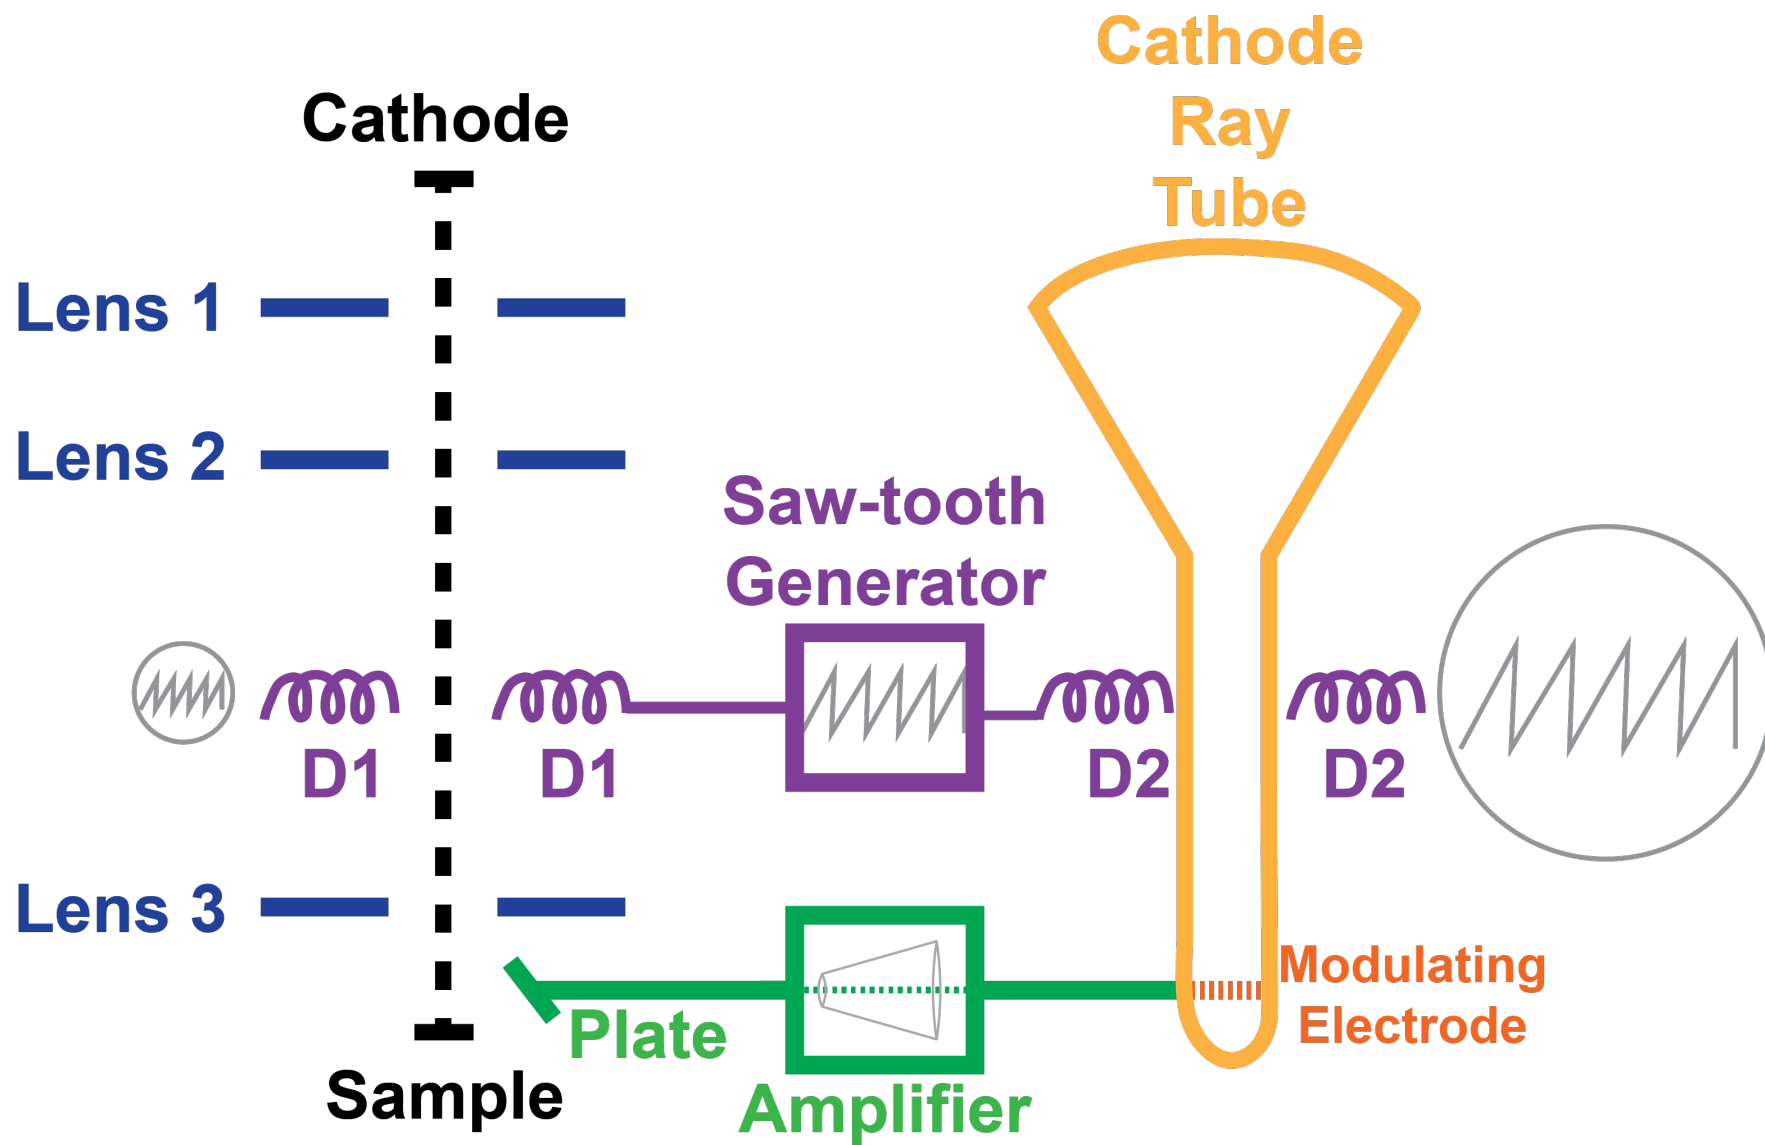 Cathode
Ray
Tube
Cathode
Lens 1
Lens 2
Saw-tooth
Generator
D1
D1
D2
D2
Lens 3
Modulating
Electrode
Plate
Sample
Amplifier